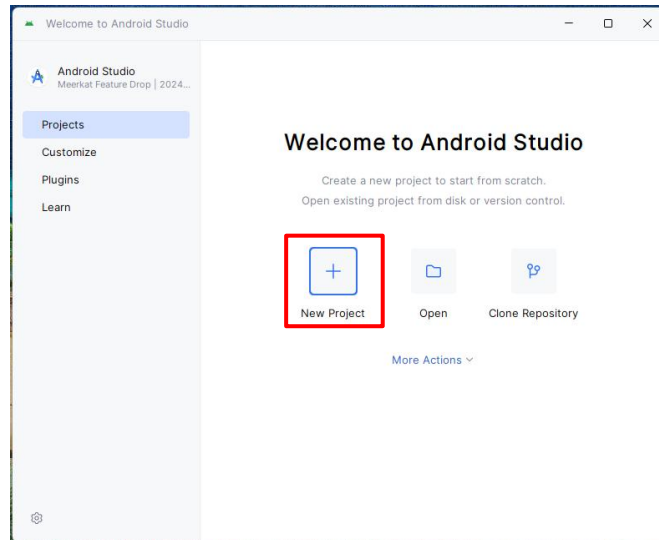 Welcome to Android Studio
Android Studio
Meerkat Feature Drop | 2024...
Projects
Customize
Plugins
Learn
Welcome to Android Studio
Create a new project to start from scratch.
Open existing project from disk or version control.
New Project
Open
Clone Repository
More Actions